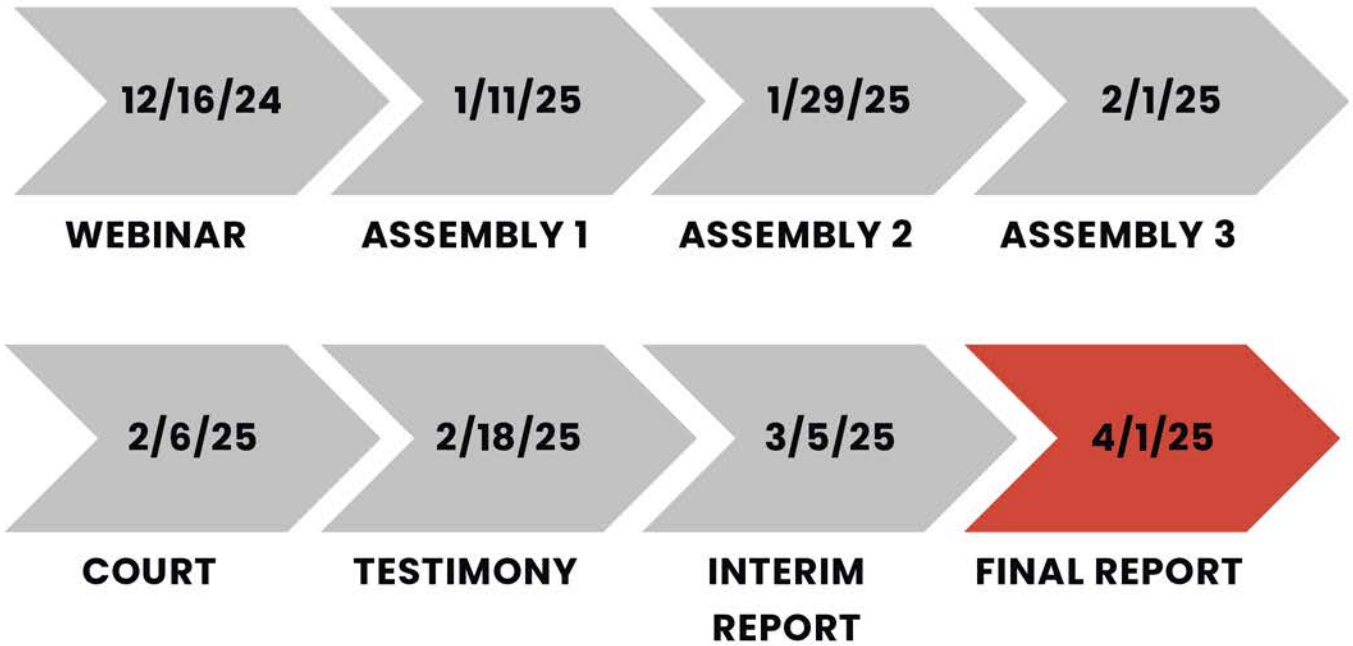 12/16/24 1/11/25 1/29/25 2/1/25
WEBINAR ASSEMBLY 1 ASSEMBLY 2 ASSEMBLY 3
2/6/25 2/18/25 3/5/25 4/1/25
COURT TESTIMONY INTERIM FINAL REPORT
REPORT